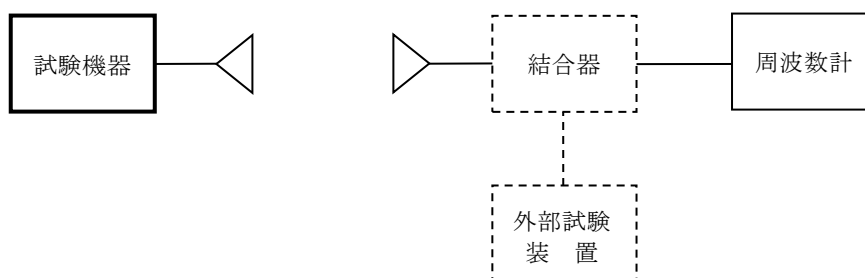 試験機器
結合器
周波数計
外部試験
装　置